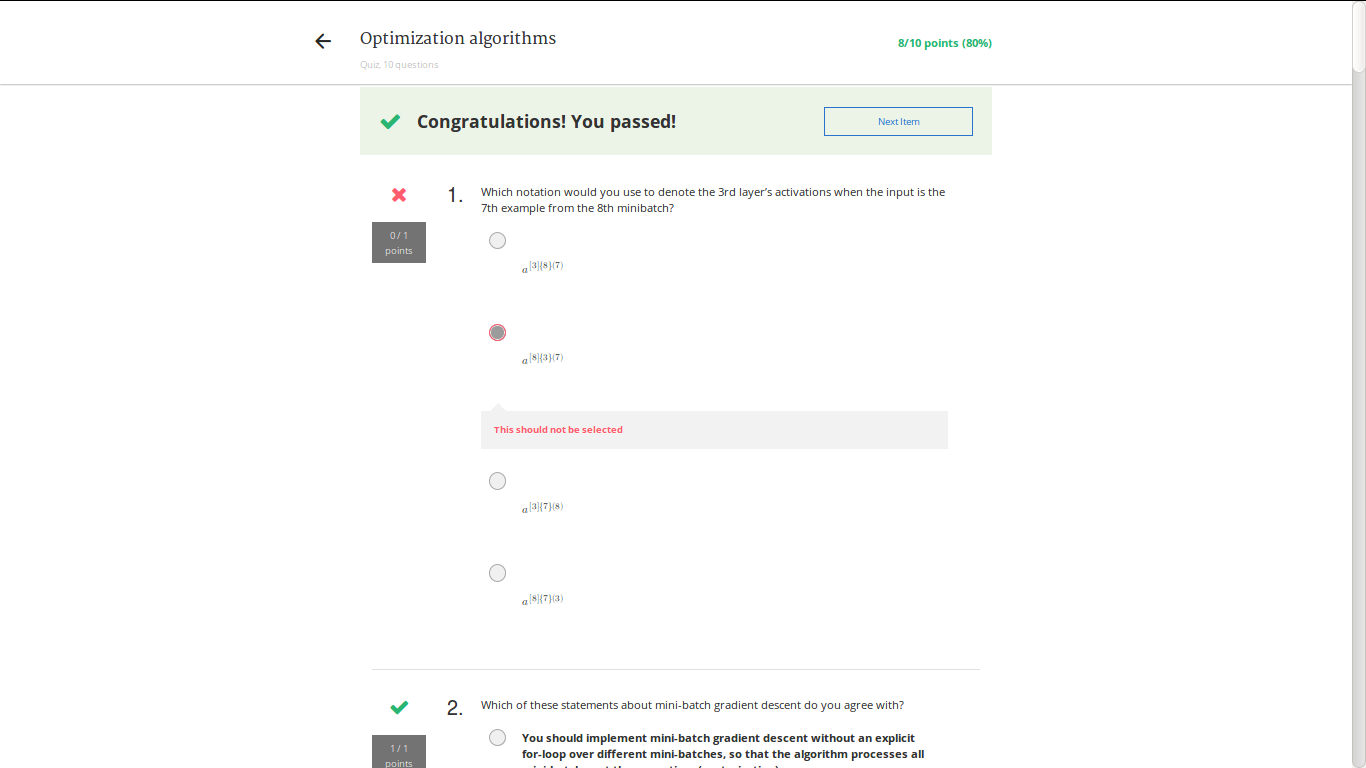 Optimization algorithms
8/10 points (80%)
Quiz, 10 questions
Congratulations! You passed!
Next Item
1.
Which notation would you use to denote the 3rd layer’s activations when the input is the
7th example from the 8th minibatch?
0 / 1
points
a^[3]{8}(7)
a^[8]{3}(7)
This should not be selected
a^[3]{7}(8)
a^[8]{7}(3)
2.
Which of these statements about mini-batch gradient descent do you agree with?
1 / 1
points
You should implement mini-batch gradient descent without an explicit
for-loop over different mini-batches, so that the algorithm processes all